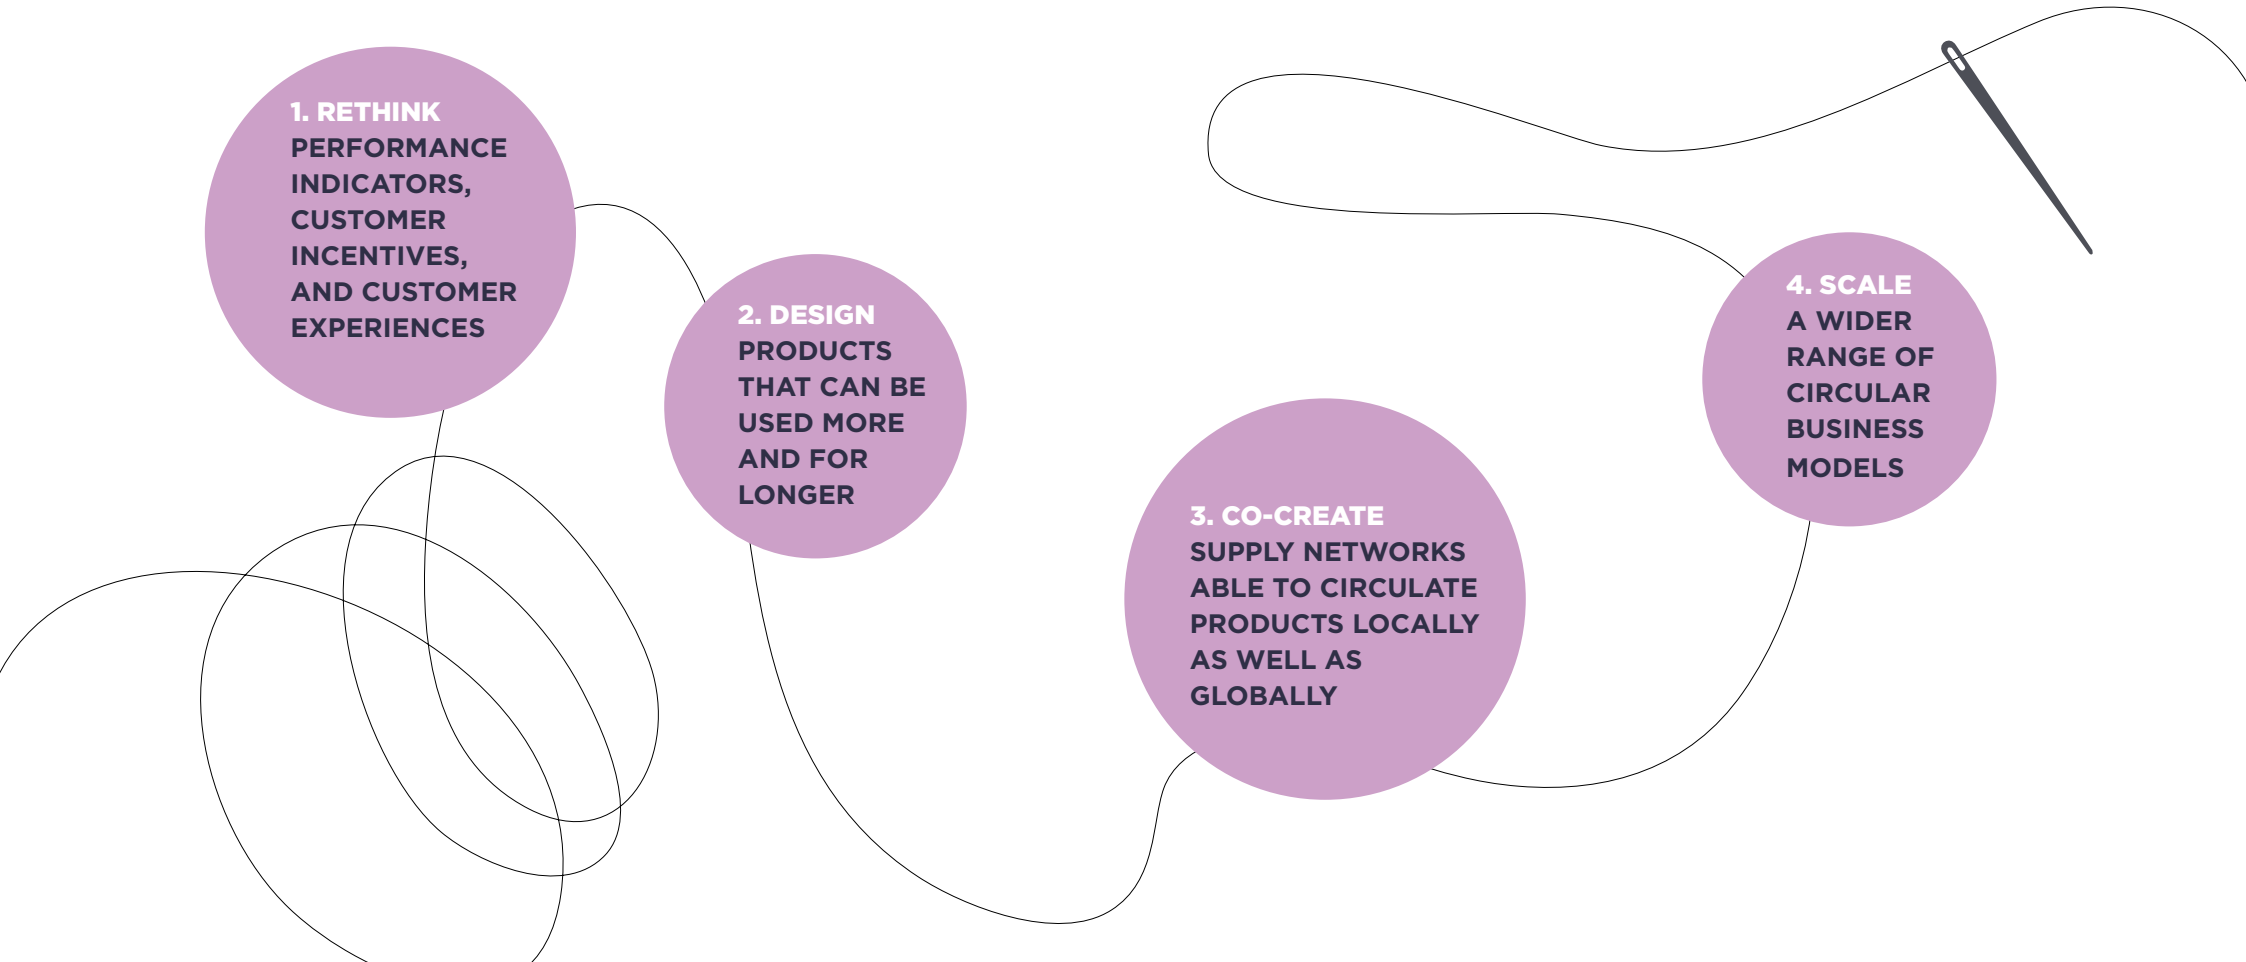 1. RETHINK
PERFORMANCE
INDICATORS,
CUSTOMER
INCENTIVES,
AND CUSTOMER
EXPERIENCES
2. DESIGN
PRODUCTS
THAT CAN BE
USED MORE
AND FOR
LONGER
3. CO-CREATE
SUPPLY NETWORKS
ABLE TO CIRCULATE
PRODUCTS LOCALLY
AS WELL AS
GLOBALLY
4. SCALE
A WIDER
RANGE OF
CIRCULAR
BUSINESS
MODELS